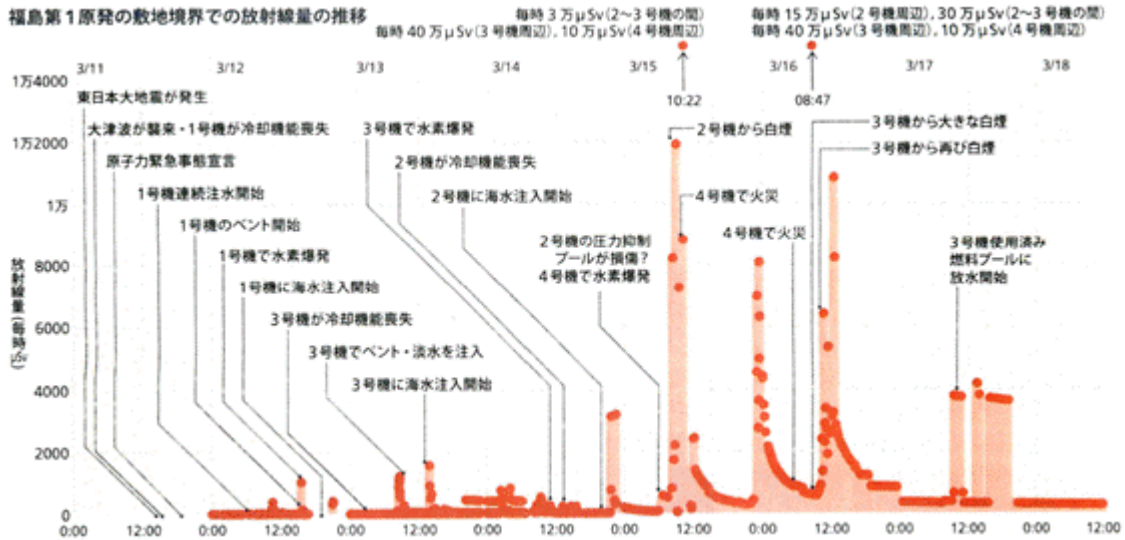 福島第1原発の敷地境界での放射線量の推移
毎時3万μSv(2〜3号機の間)
毎時40万μSv(3号機周辺),10万μSv(4号機周辺)
毎時15万μSv(2号機周辺),30万μSv(2〜3号機の間)
毎時40万μSv(3号機周辺),10万μSv(4号機周辺)
3/11
3/12
3/13
3/14
3/15
3/16
3/17
3/18
10:22
08:47
1万4000
1万2000
1万
8000
6000
4000
2000
0
放射線量(毎時μSv)
東日本大地震が発生
大津波が襲来・1号機が冷却機能喪失
原子力緊急事態宣言
1号機連続注水開始
1号機のベント開始
1号機で水素爆発
1号機に海水注入開始
3号機が冷却機能喪失
3号機でベント・淡水を注入
3号機に海水注入開始
3号機で水素爆発
2号機が冷却機能喪失
2号機に海水注入開始
2号機の圧力抑制
プールが損傷?
4号機で水素爆発
2号機から白煙
4号機で火災
4号機で火災
3号機から大きな白煙
3号機から再び白煙
3号機使用済み
燃料プールに
放水開始
0:00
12:00
0:00
12:00
0:00
12:00
0:00
12:00
0:00
12:00
0:00
12:00
0:00
12:00
0:00
12:00